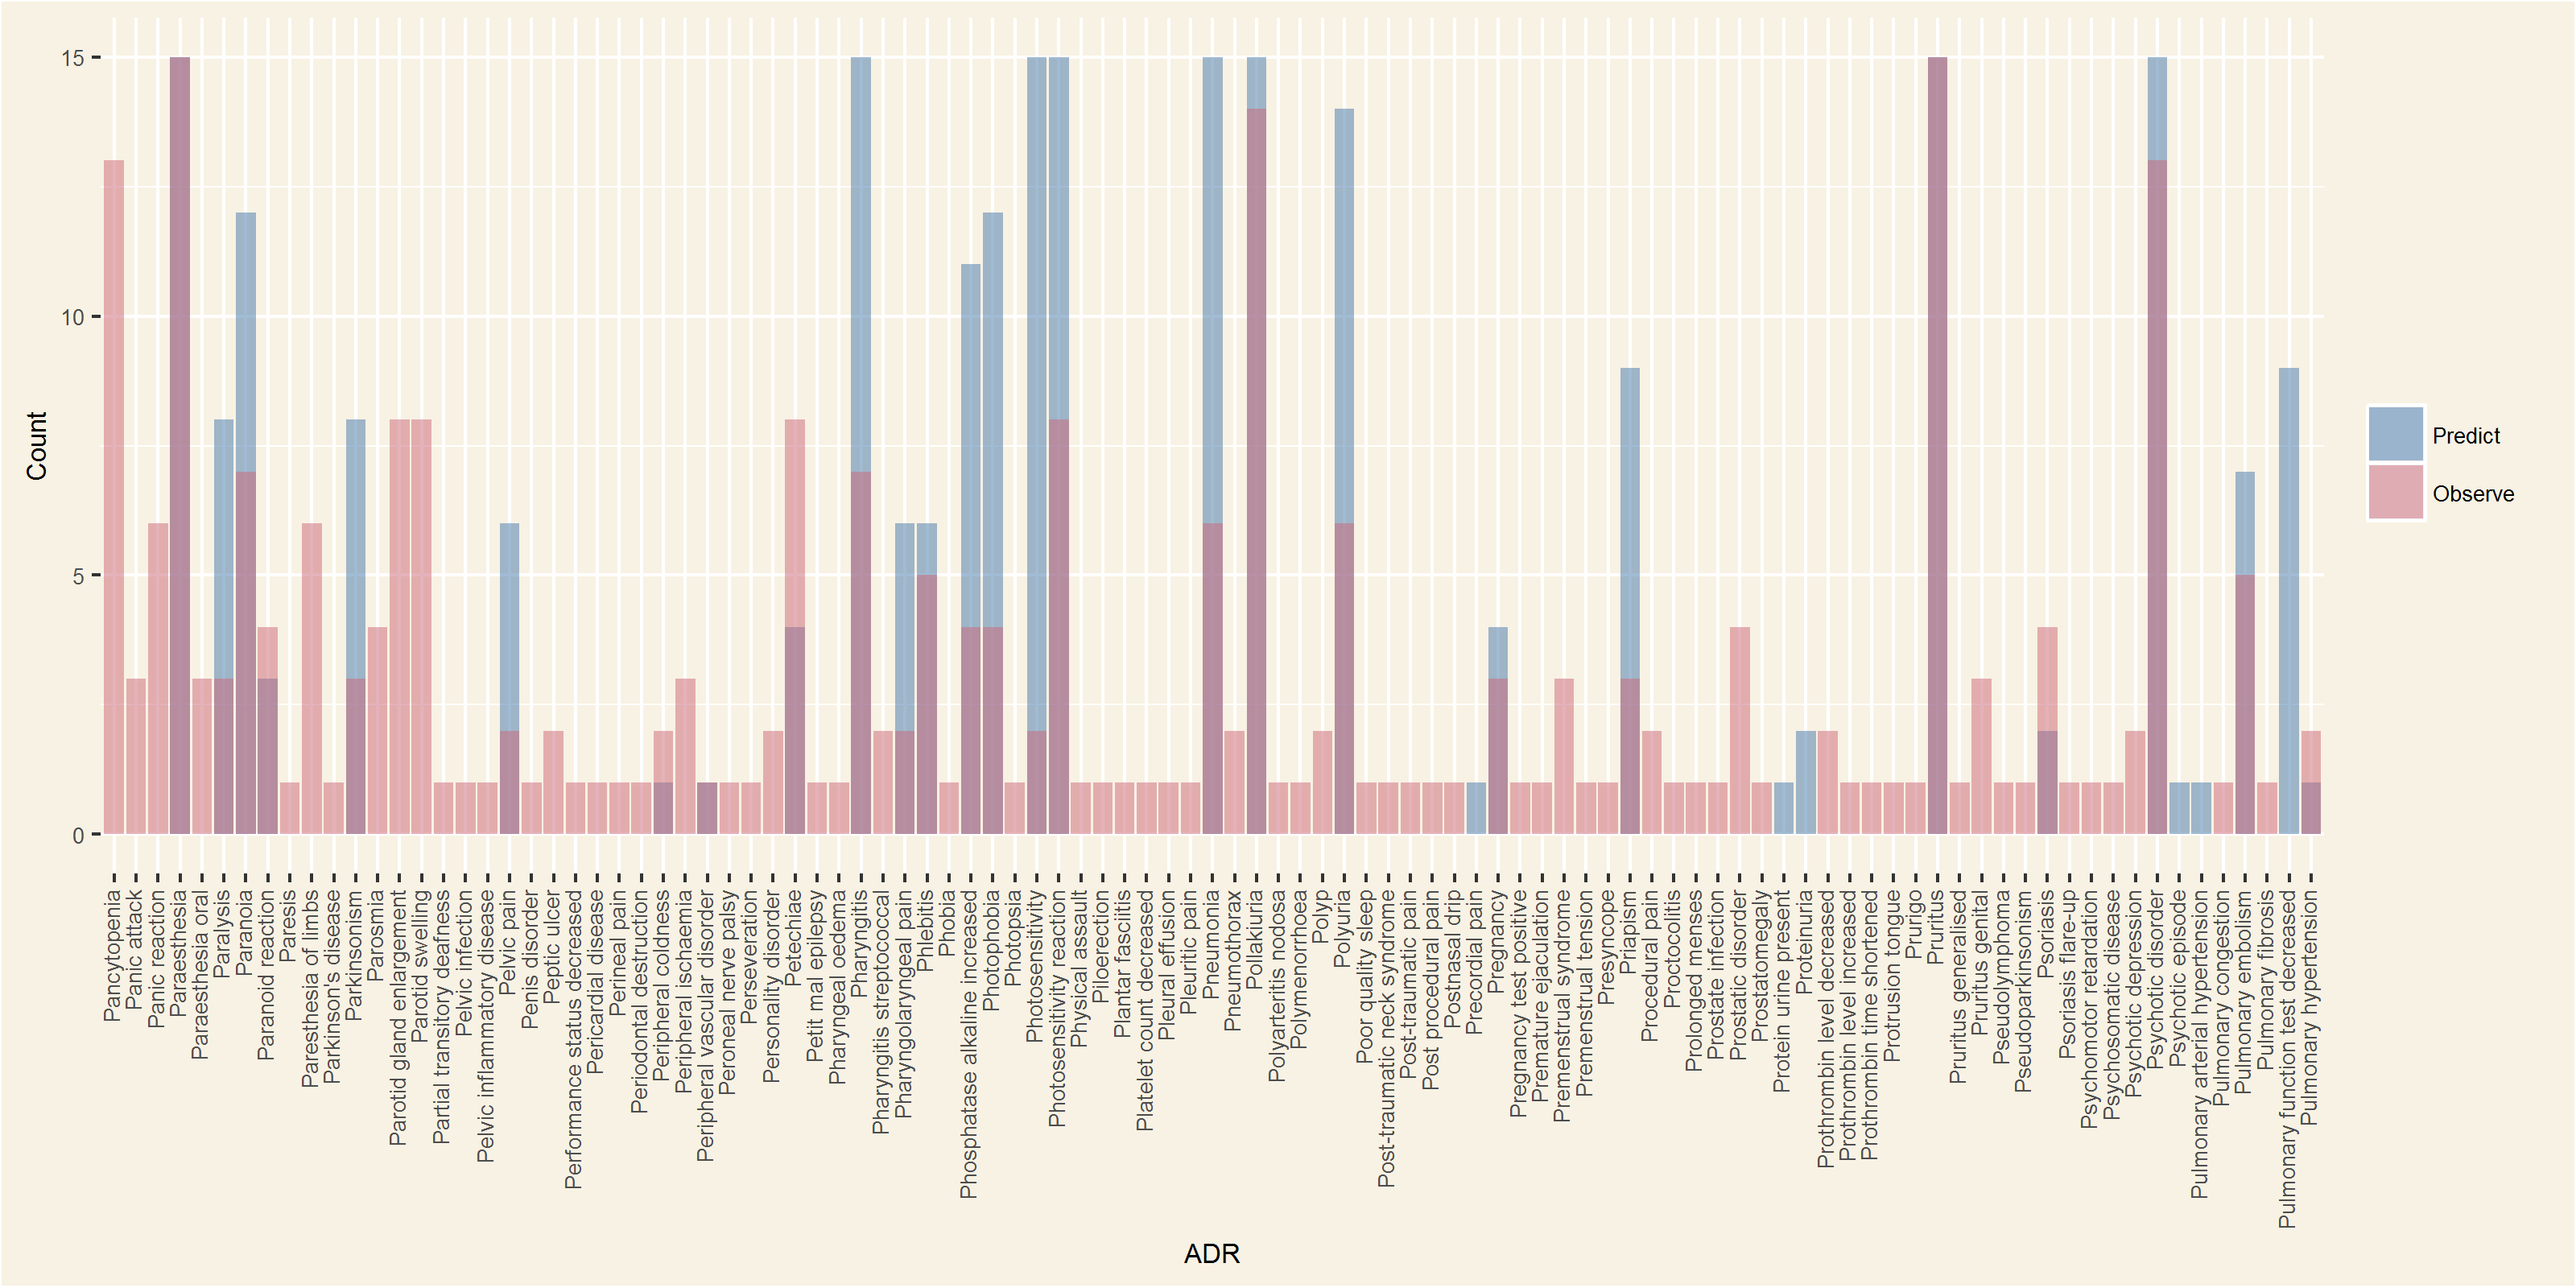 15
10
5
0
Count
Pancytopenia
Panic attack
Panic reaction
Paraesthesia
Paraesthesia oral
Paralysis
Paranoia
Paranoid reaction
Paresis
Paresthesia of limbs
Parkinson's disease
Parkinsonism
Parosmia
Parotid gland enlargement
Parotid swelling
Partial transitory deafness
Pelvic infection
Pelvic inflammatory disease
Pelvic pain
Penis disorder
Peptic ulcer
Performance status decreased
Pericardial disease
Perineal pain
Periodontal destruction
Peripheral coldness
Peripheral ischaemia
Peripheral vascular disorder
Peroneal nerve palsy
Perseveration
Personality disorder
Petechiae
Petit mal epilepsy
Pharyngeal oedema
Pharyngitis
Pharyngitis streptococcal
Pharyngolaryngeal pain
Phlebitis
Phobia
Phosphatase alkaline increased
Photophobia
Photopsia
Photosensitivity
Photosensitivity reaction
Physical assault
Piloerection
Plantar fasciitis
Platelet count decreased
Pleural effusion
Pleuritic pain
Pneumonia
Pneumothorax
Pollakiuria
Polyarteritis nodosa
Polymenorrhoea
Polyp
Polyuria
Poor quality sleep
Post-traumatic neck syndrome
Post-traumatic pain
Post procedural pain
Postnasal drip
Precordial pain
Pregnancy
Pregnancy test positive
Premature ejaculation
Premenstrual syndrome
Premenstrual tension
Presyncope
Priapism
Procedural pain
Proctocolitis
Prolonged menses
Prostate infection
Prostatic disorder
Prostatomegaly
Protein urine present
Proteinuria
Prothrombin level decreased
Prothrombin level increased
Prothrombin time shortened
Protrusion tongue
Prurigo
Pruritus
Pruritus generalised
Pruritus genital
Pseudolymphoma
Pseudoparkinsonism
Psoriasis
Psoriasis flare-up
Psychomotor retardation
Psychosomatic disease
Psychotic depression
Psychotic disorder
Psychotic episode
Pulmonary arterial hypertension
Pulmonary congestion
Pulmonary embolism
Pulmonary fibrosis
Pulmonary function test decreased
Pulmonary hypertension
ADR
Predict
Observe